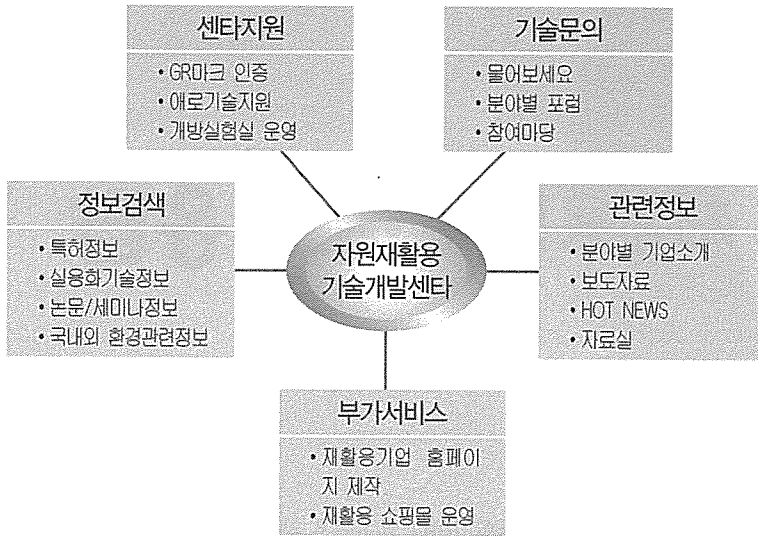 센타지원
• GR마크 인증
• 애로기술지원
• 개방실험실 운영
기술문의
• 물어보세요
• 분야별 포럼
• 참여마당
정보검색
• 특허정보
• 실용화기술정보
• 논문/세미나정보
• 국내외 환경관련정보
자원재활용
기술개발센타
관련정보
• 분야별 기업소개
• 보도자료
• HOT NEWS
• 자료실
부가서비스
• 재활용기업 홈페이
지 제작
• 재활용 쇼핑몰 운영